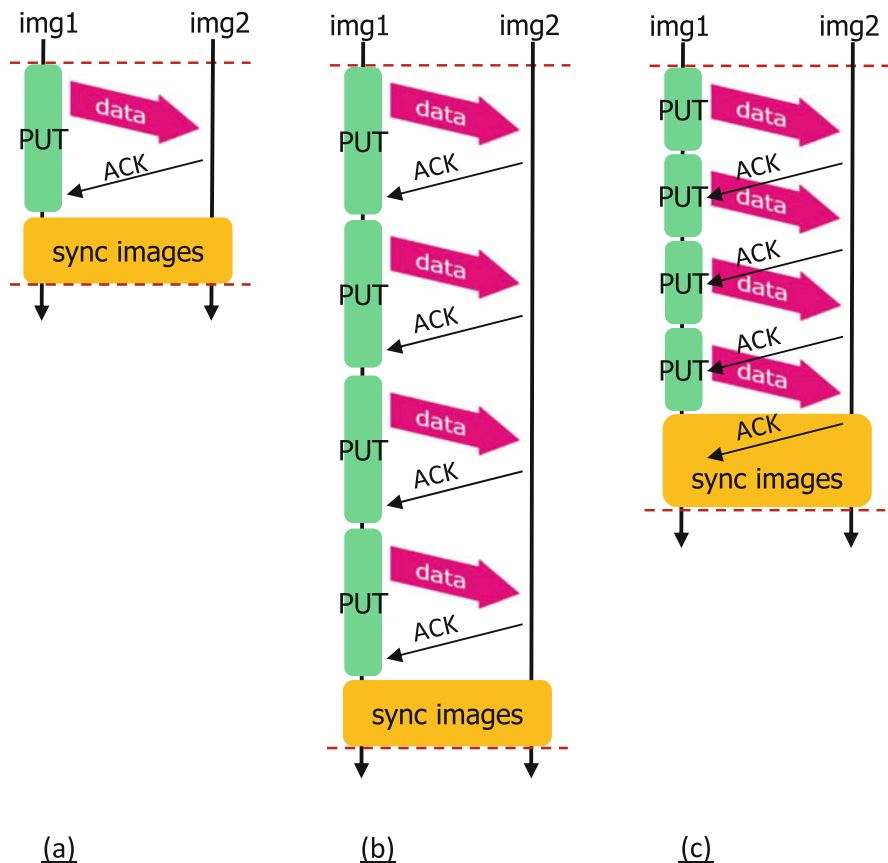 img1 img2
data
PUT
ACK
sync images
(a)
img1 img2
data
PUT
ACK
data
PUT
ACK
data
PUT
ACK
data
PUT
ACK
sync images
(b)
img1 img2
data
PUT
ACK
data
PUT
ACK
data
PUT
ACK
data
PUT
ACK
sync images
(c)